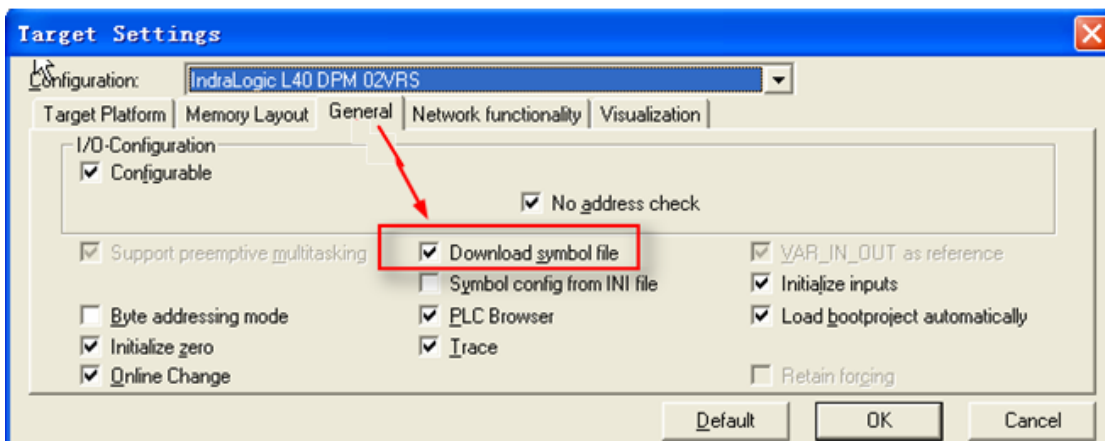 Target Settings
Configuration: IndraLogic L40 DPM 02VRS
Target Platform Memory Layout General Network functionality Visualization
I/O-Configuration
Configurable
No address check
Support preemptive multitasking Download symbol file VAR_IN_OUT as reference
Symbol config from INI file Initialize inputs
Byte addressing mode PLC Browser Load bootproject automatically
Initialize zero Trace
Online Change Retain forcing
Default OK Cancel